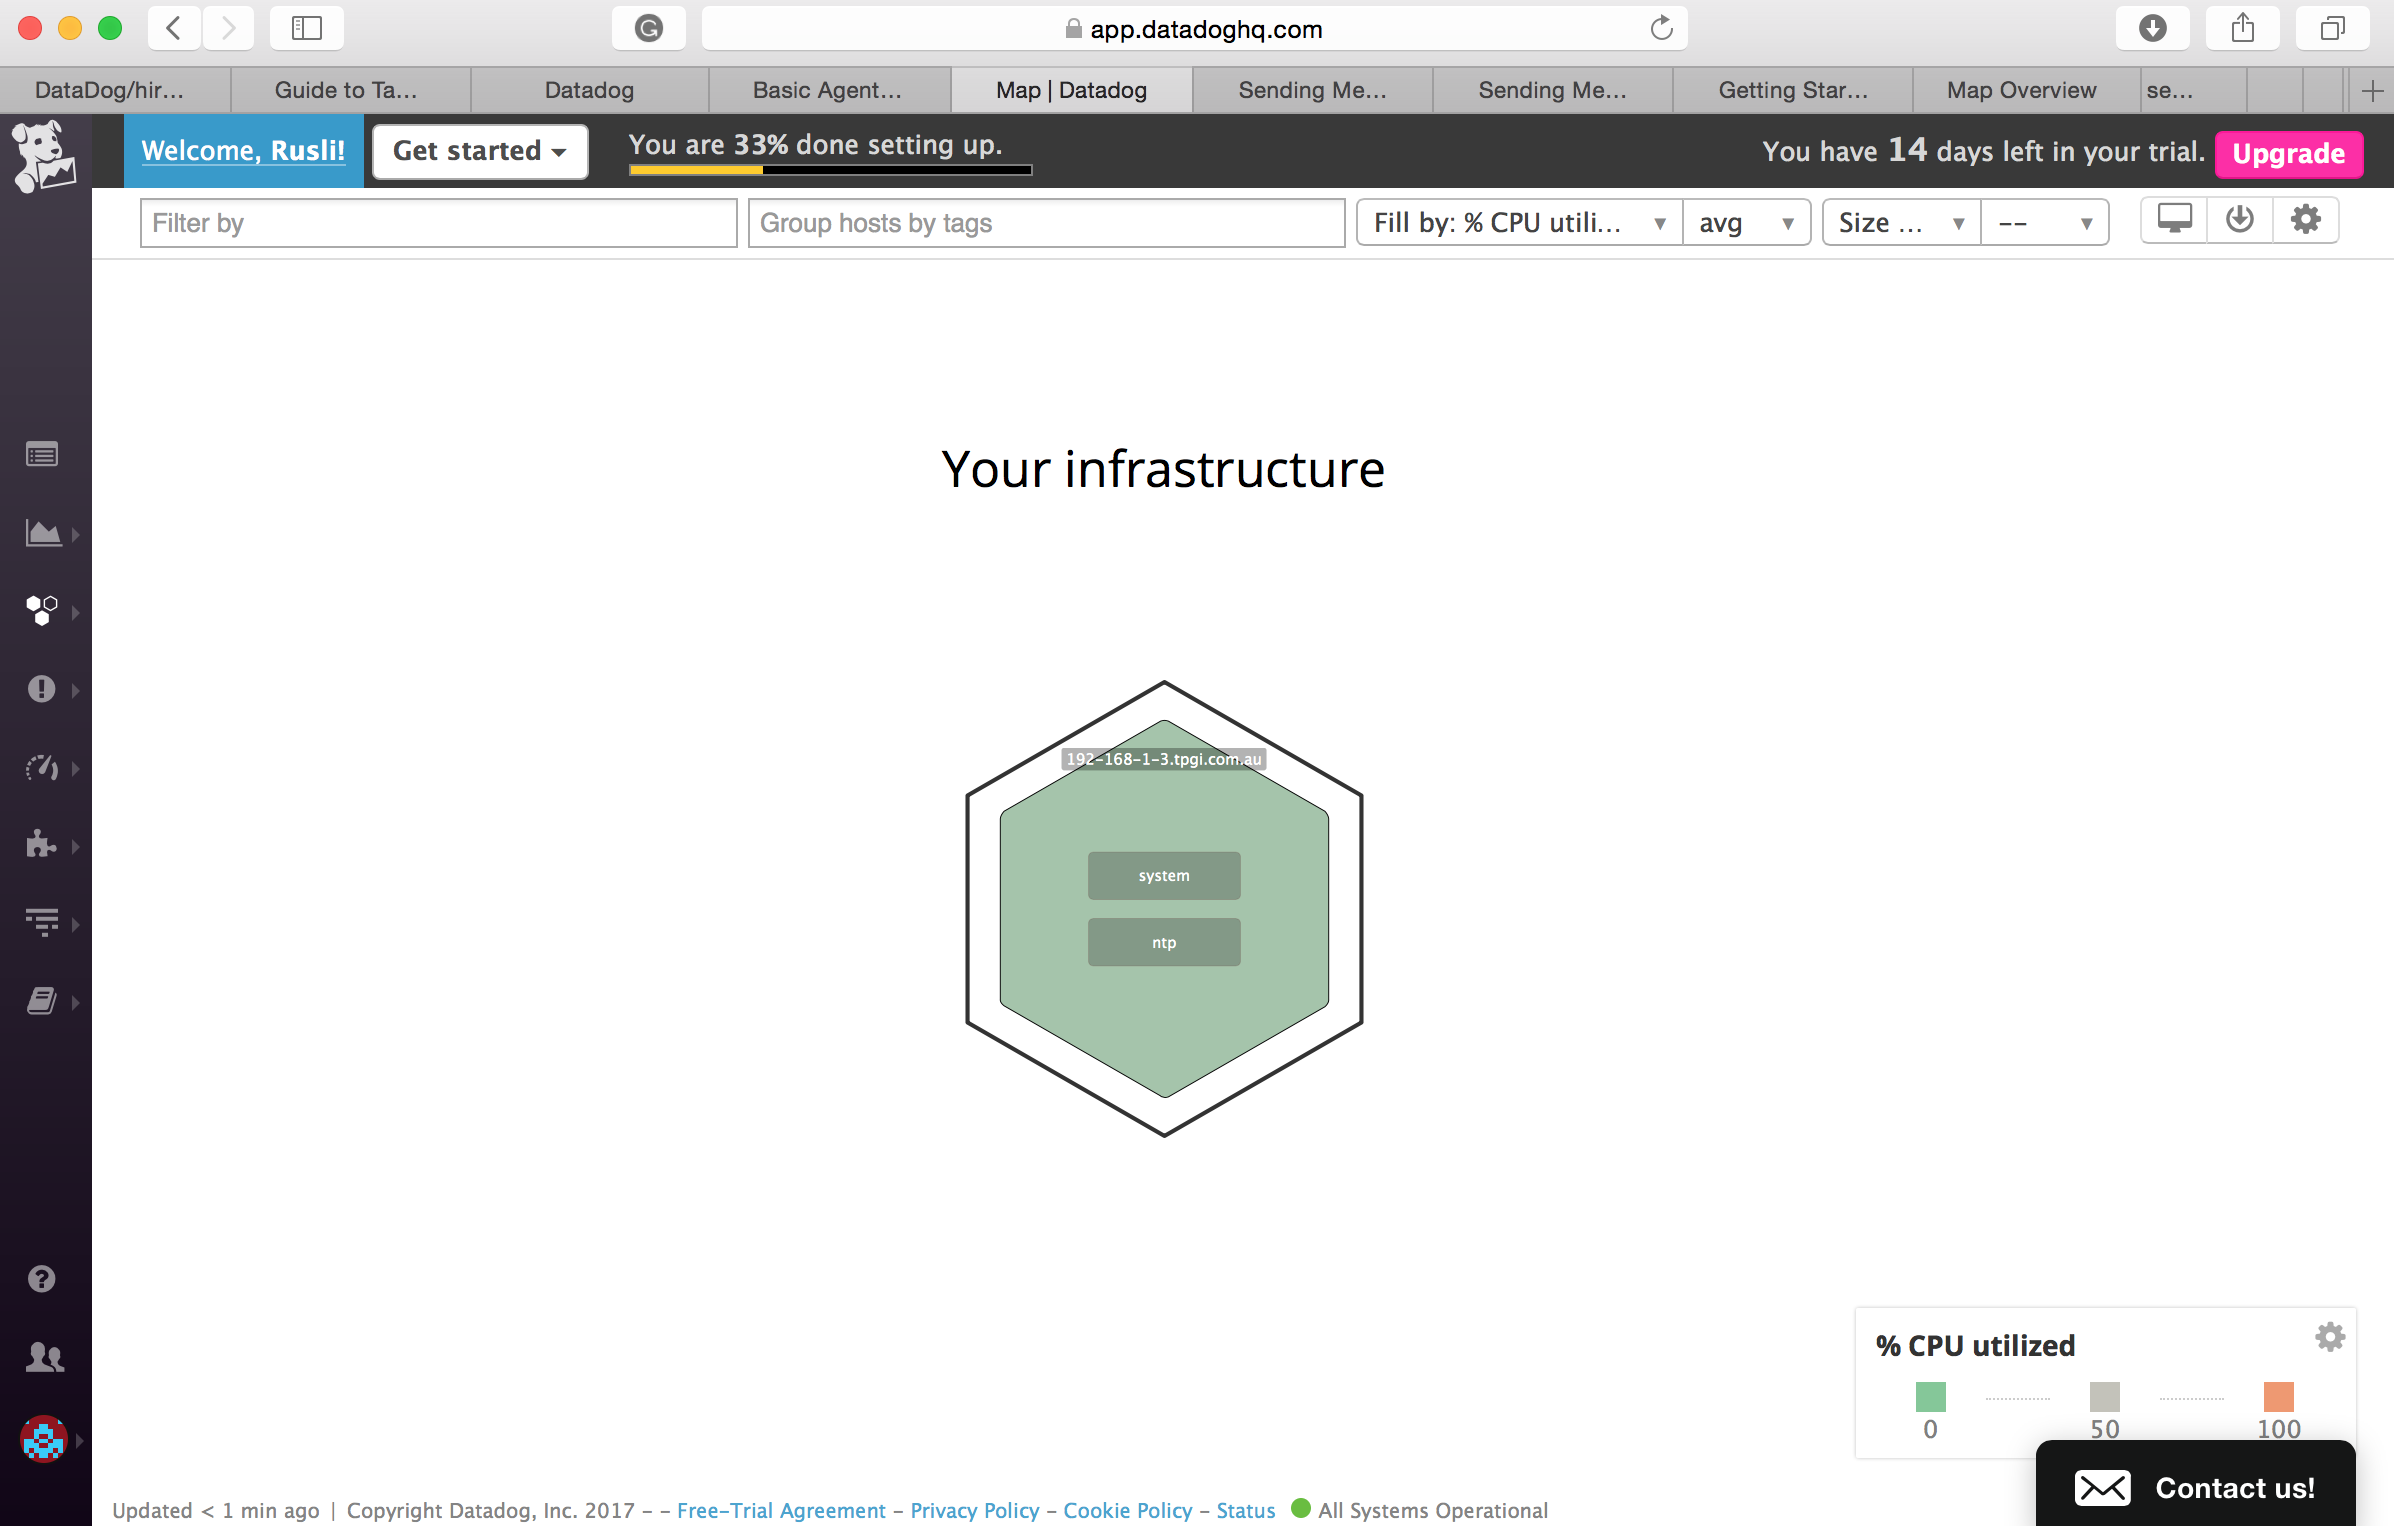 app.datadoghq.com
DataDog/hir...
Guide to Ta...
Datadog
Basic Agent...
Map | Datadog
Sending Me...
Sending Me...
Getting Star...
Map Overview
se...
Welcome, Rusli!
Get started
You are 33% done setting up.
You have 14 days left in your trial.
Upgrade
Filter by
Group hosts by tags
Fill by: % CPU utili...
avg
Size ...
--
Your infrastructure
192-168-1-3.tpgi.com.au
system
ntp
% CPU utilized
0
50
100
Contact us!
Updated < 1 min ago | Copyright Datadog, Inc. 2017 - - Free-Trial Agreement - Privacy Policy - Cookie Policy - Status All Systems Operational